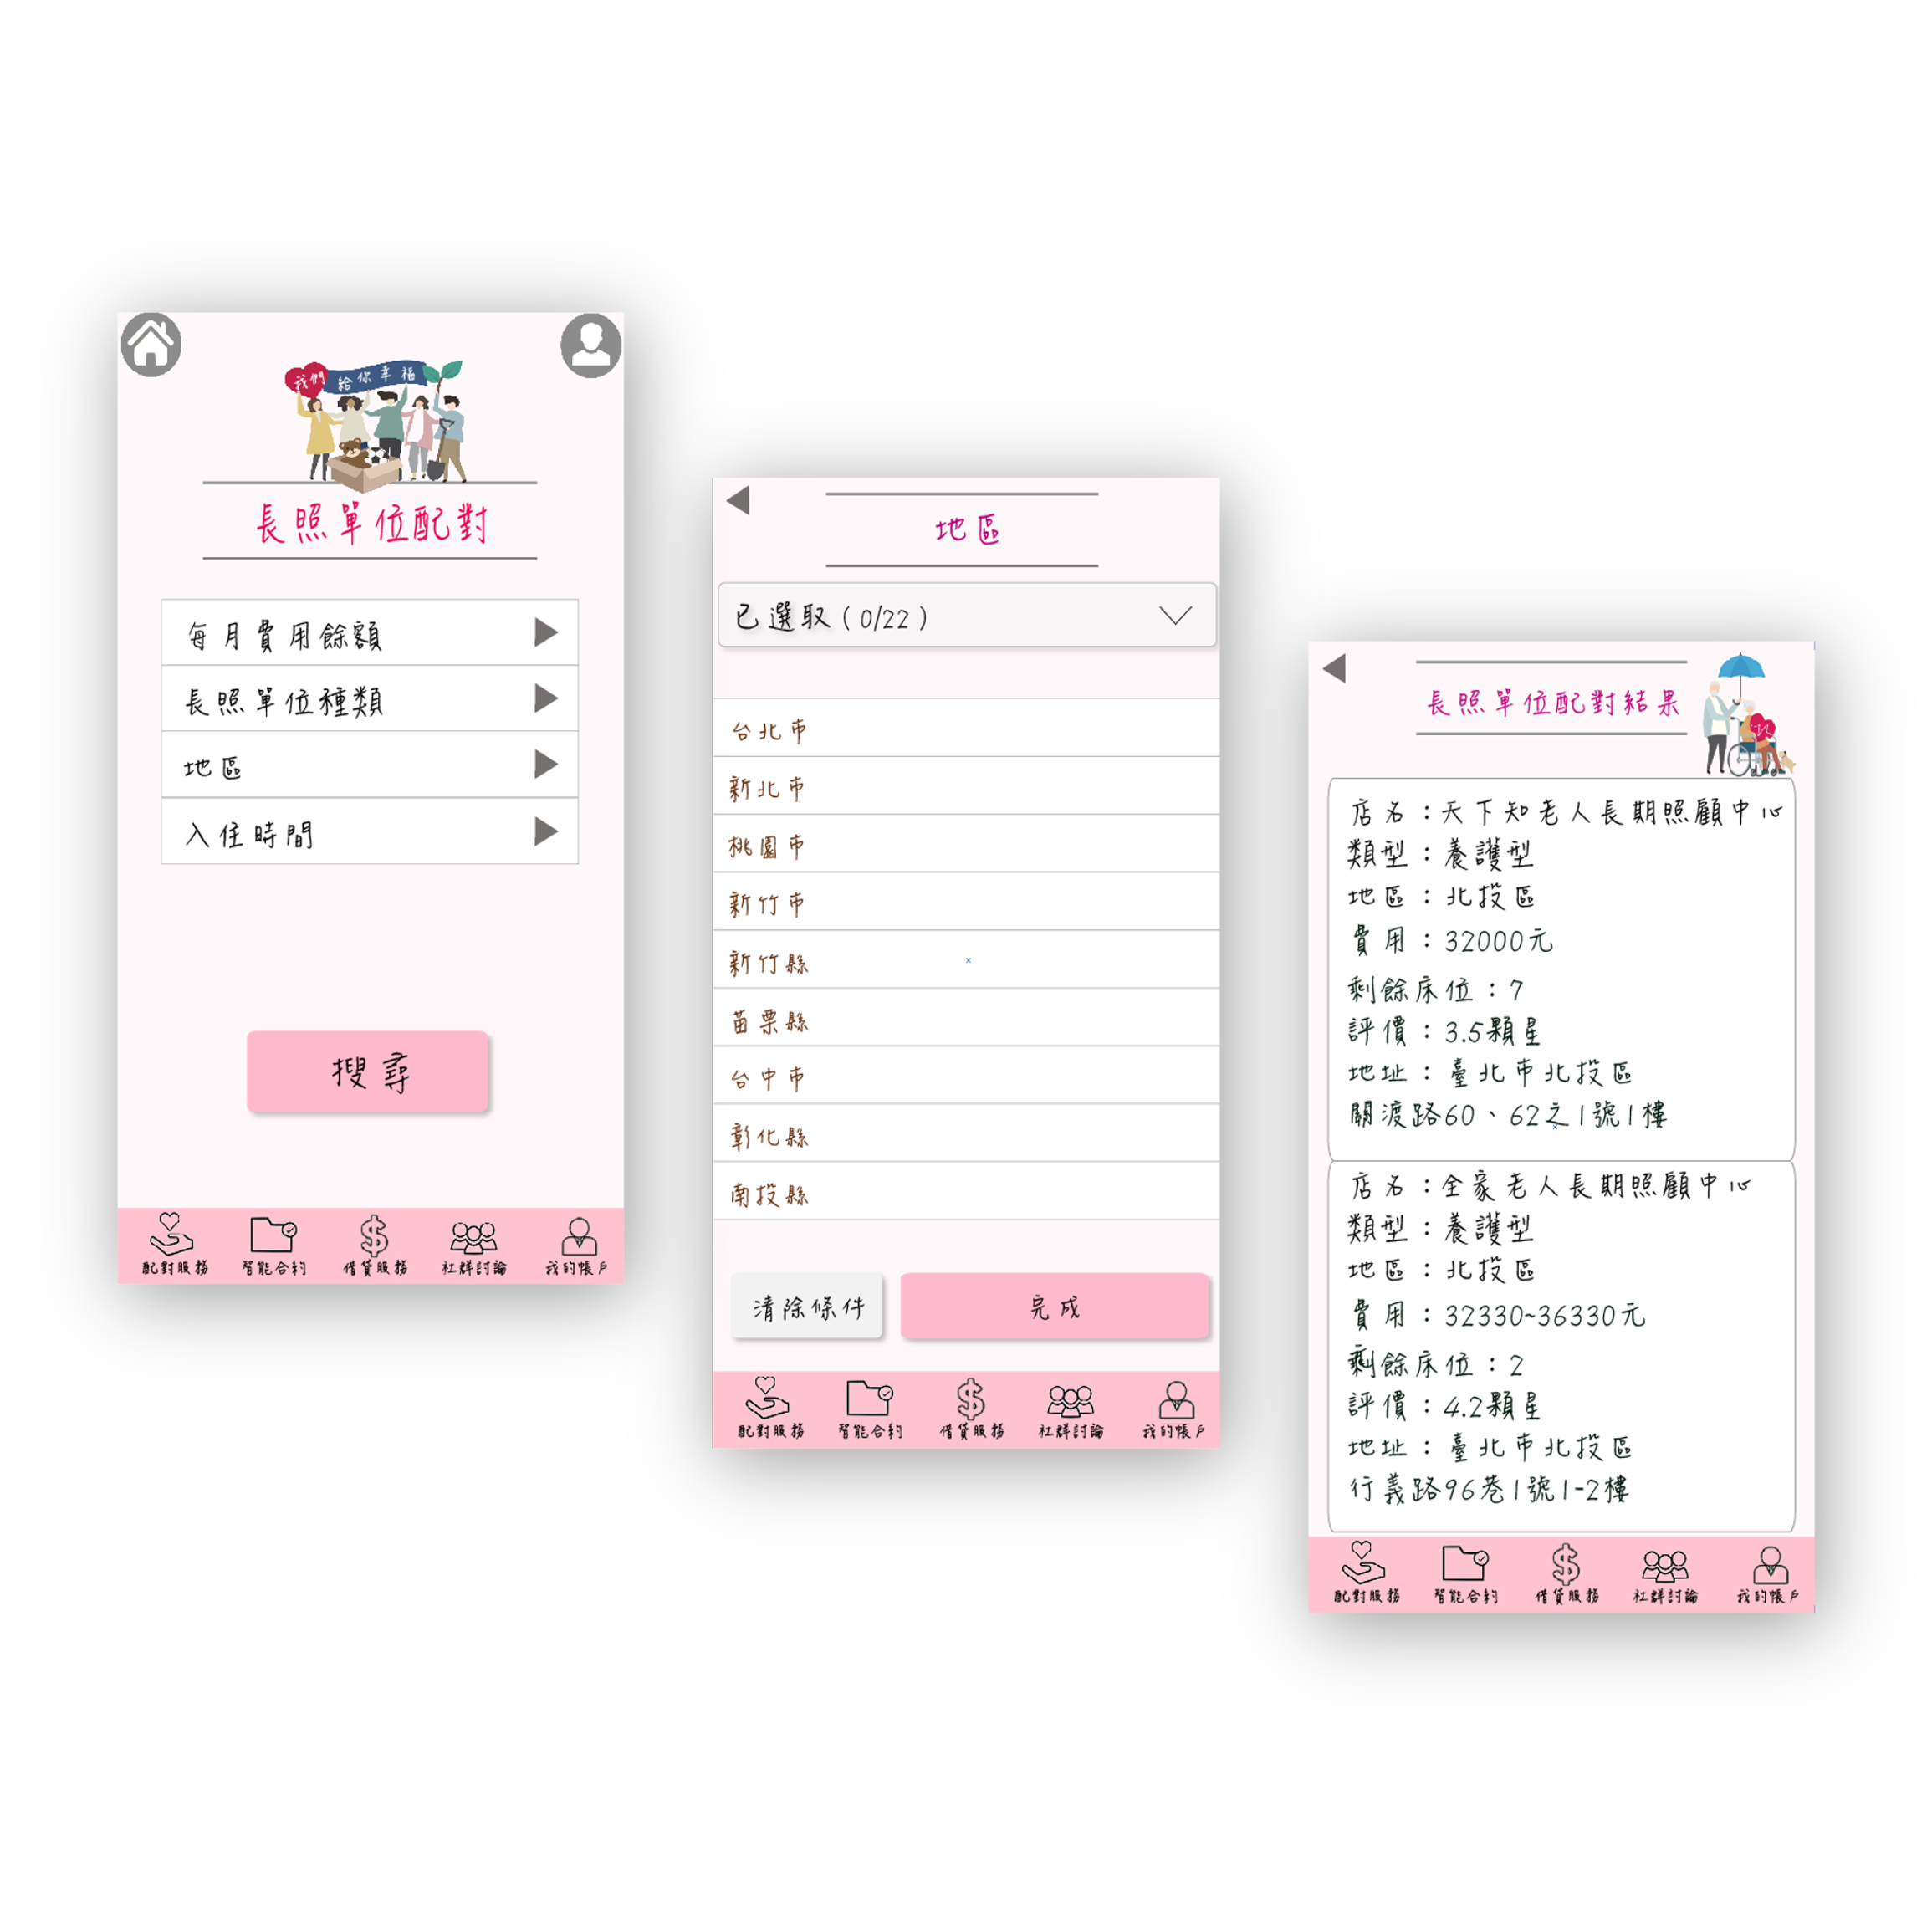 我們 給你幸福
長照單位配對
每月費用餘額
長照單位種類
地區
入住時間
搜尋
配對服務 智能合約 借貸服務 社群討論 我的帳戶
地區
已選取(0/22)
台北市
新北市
桃園市
新竹市
新竹縣
苗栗縣
台中市
彰化縣
南投縣
清除條件 完成
配對服務 智能合約 借貸服務 社群討論 我的帳戶
長照單位配對結果
店名:天下知老人長期照顧中心
類型:養護型
地區:北投區
費用:32000元
剩餘床位:7
評價:3.5顆星
地址:臺北市北投區
關渡路60、62之1號1樓
店名:全家老人長期照顧中心
類型:養護型
地區:北投區
費用:32330~36330元
剩餘床位:2
評價:4.2顆星
地址:臺北市北投區
行義路96巷1號1-2樓
配對服務 智能合約 借貸服務 社群討論 我的帳戶